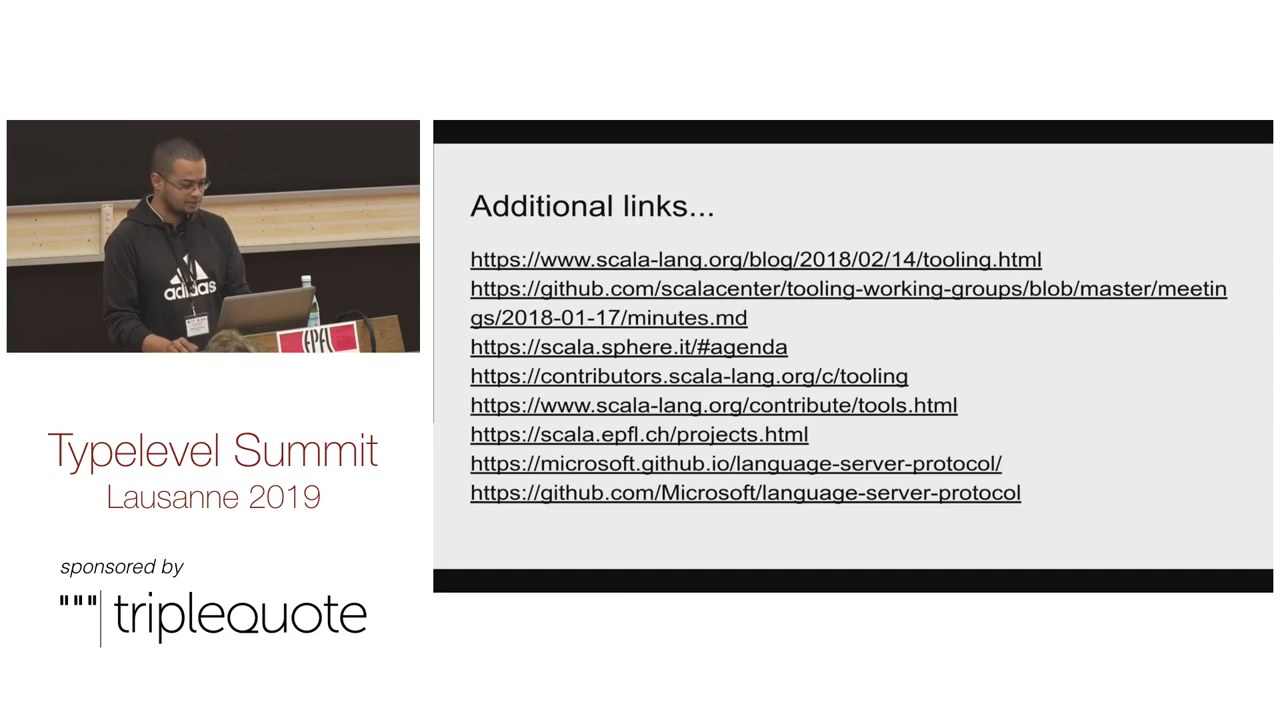 adidas
EPFL
Typelevel Summit
Lausanne 2019
sponsored by
"""|triplequote
Additional links...
https://www.scala-lang.org/blog/2018/02/14/tooling.html
https://github.com/scalacenter/tooling-working-groups/blob/master/meetin
gs/2018-01-17/minutes.md
https://scala.sphere.it/#agenda
https://contributors.scala-lang.org/c/tooling
https://www.scala-lang.org/contribute/tools.html
https://scala.epfl.ch/projects.html
https://microsoft.github.io/language-server-protocol/
https://github.com/Microsoft/language-server-protocol